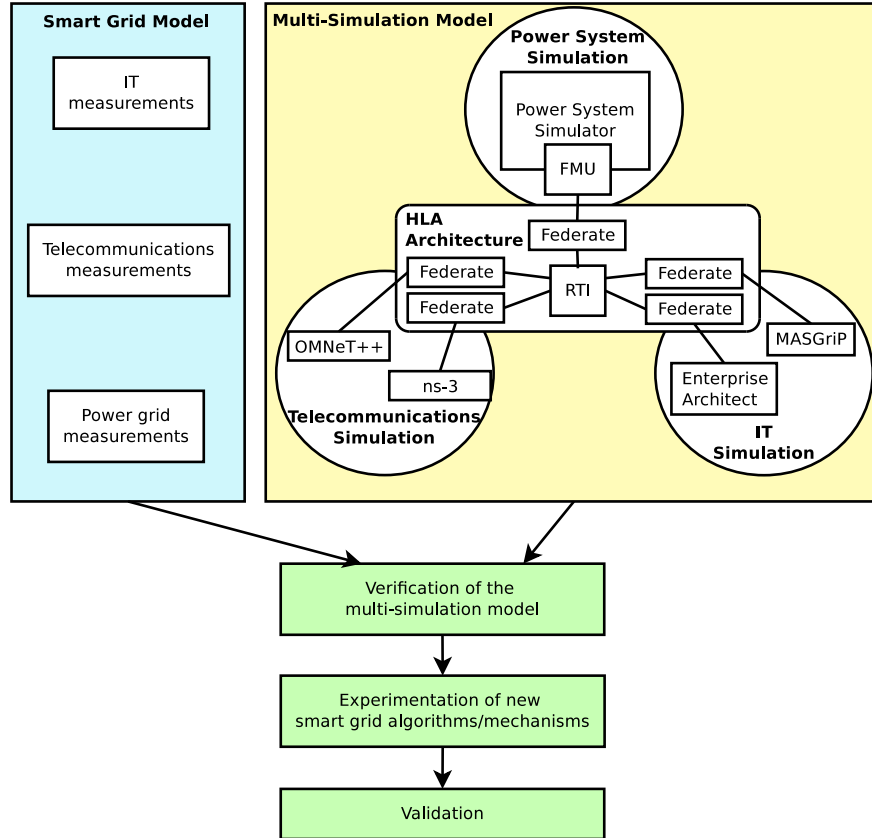 Smart Grid Model
IT
measurements
Telecommunications
measurements
Power grid
measurements
Multi-Simulation Model
Power System
Simulation
Power System
Simulator
FMU
HLA
Architecture
Federate
Federate
Federate
RTI
Federate
Federate
OMNeT++
ns-3
Telecommunications
Simulation
MASGriP
Enterprise
Architect
IT
Simulation
Verification of the
multi-simulation model
Experimentation of new
smart grid algorithms/mechanisms
Validation